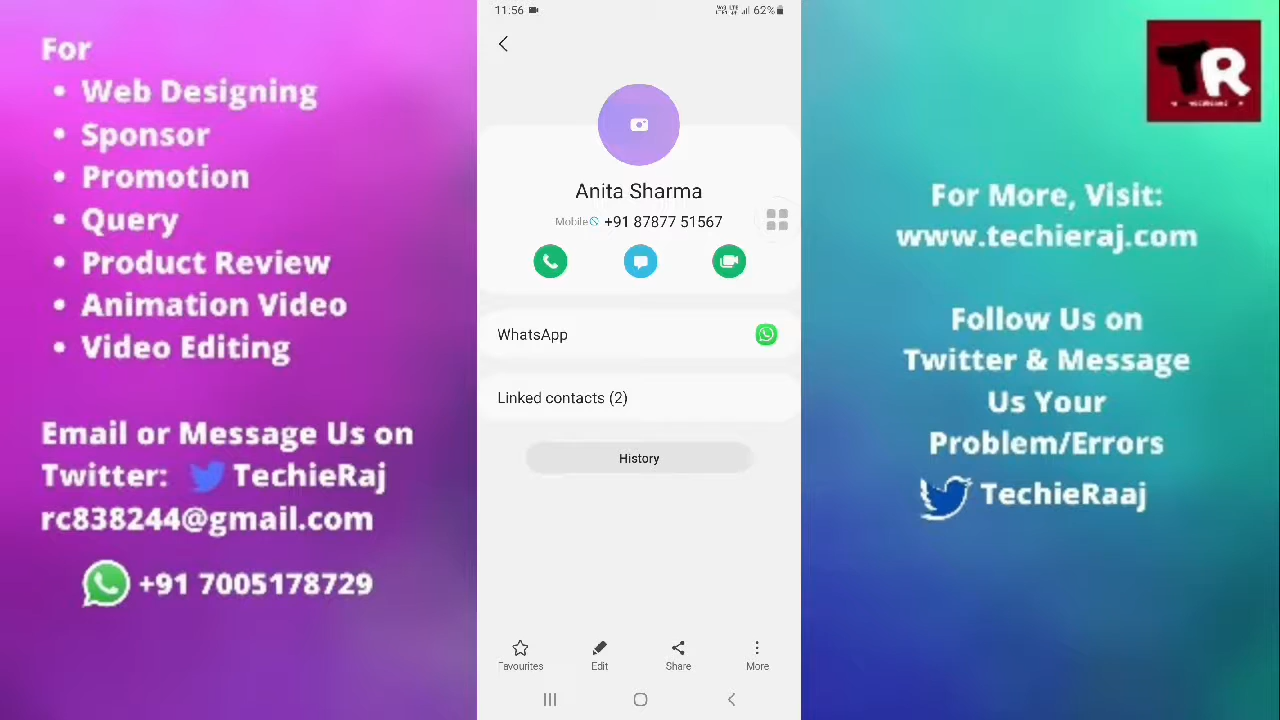 For
• Web Designing
• Sponsor
• Promotion
• Query
• Product Review
• Animation Video
• Video Editing
Email or Message Us on
Twitter: TechieRaj
rc838244@gmail.com
+91 7005178729
11:56
62%
Anita Sharma
Mobile +91 87877 51567
WhatsApp
Linked contacts (2)
History
Favourites
Edit
Share
More
TR
For More, Visit:
www.techieraj.com
Follow Us on
Twitter & Message
Us Your
Problem/Errors
TechieRaaj